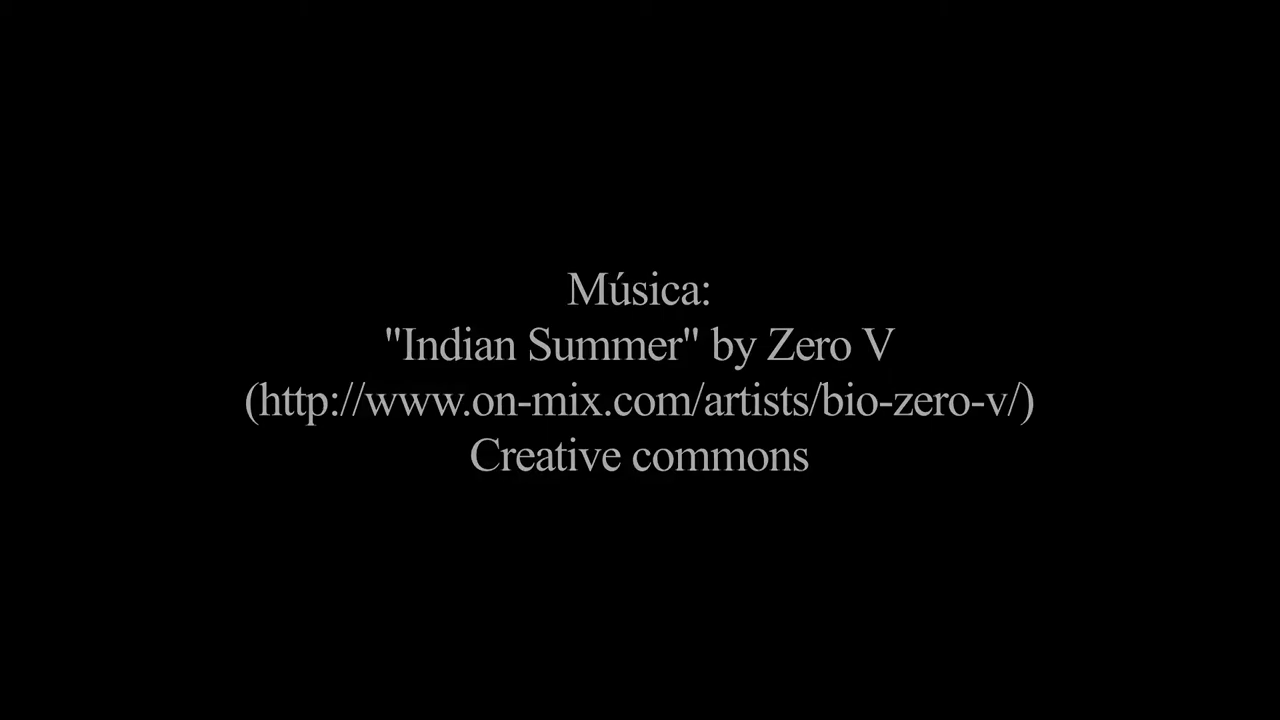 Música:
"Indian Summer" by Zero V
(http://www.on-mix.com/artists/bio-zero-v/)
Creative commons